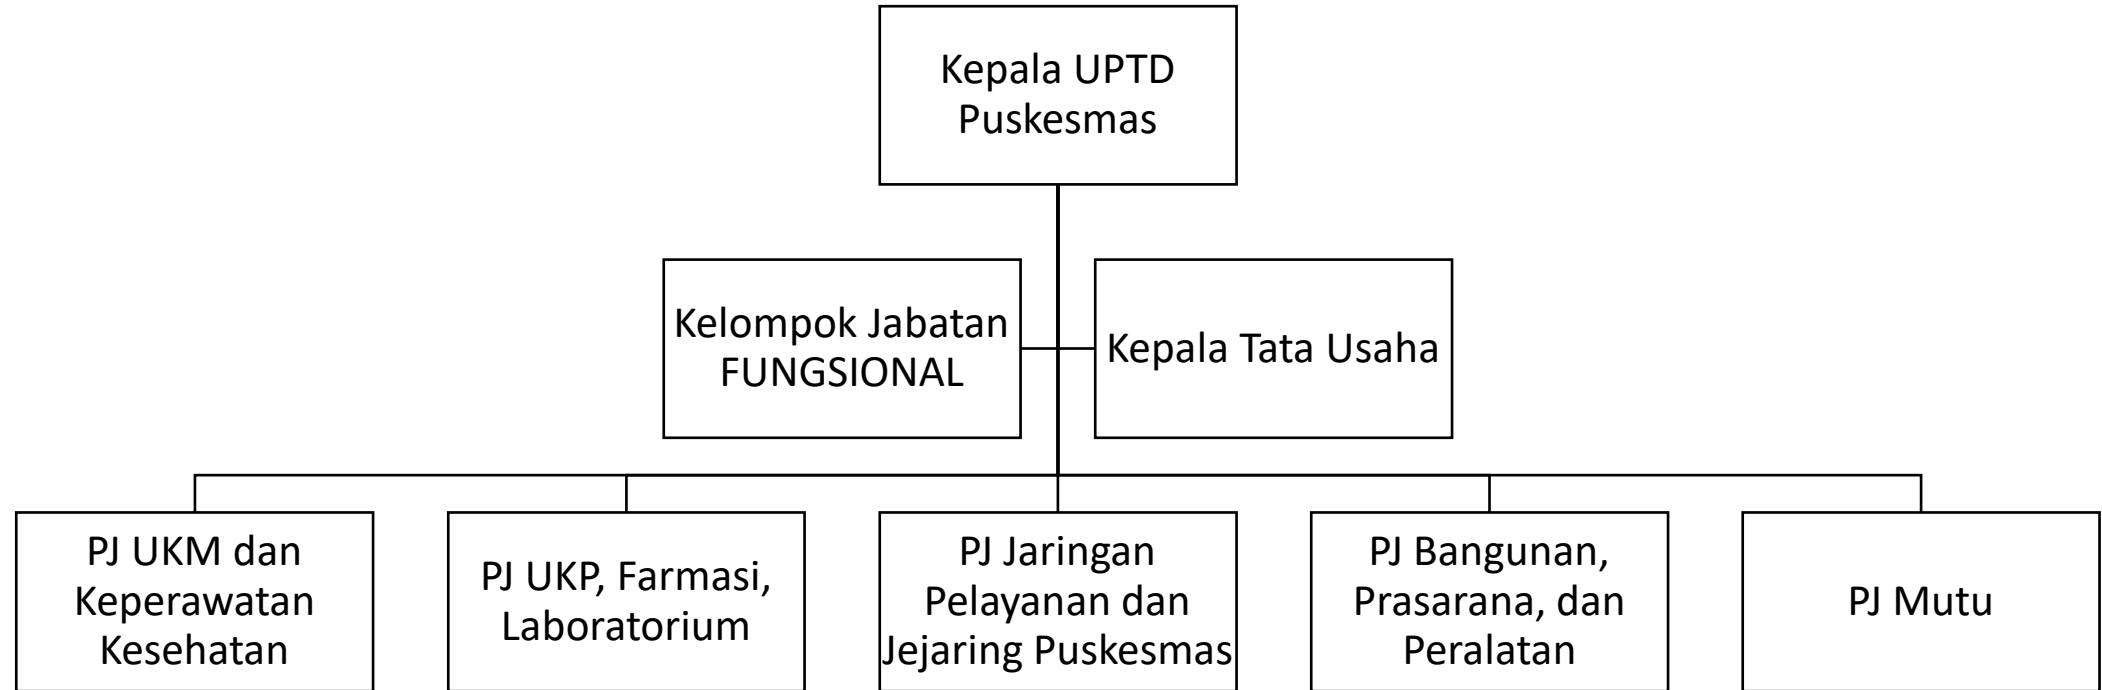 Kepala UPTD
Puskesmas
Kelompok Jabatan
FUNGSIONAL
Kepala Tata Usaha
PJ UKM dan
Keperawatan
Kesehatan
PJ UKP, Farmasi,
Laboratorium
PJ Jaringan
Pelayanan dan
Jejaring Puskesmas
PJ Bangunan,
Prasarana, dan
Peralatan
PJ Mutu